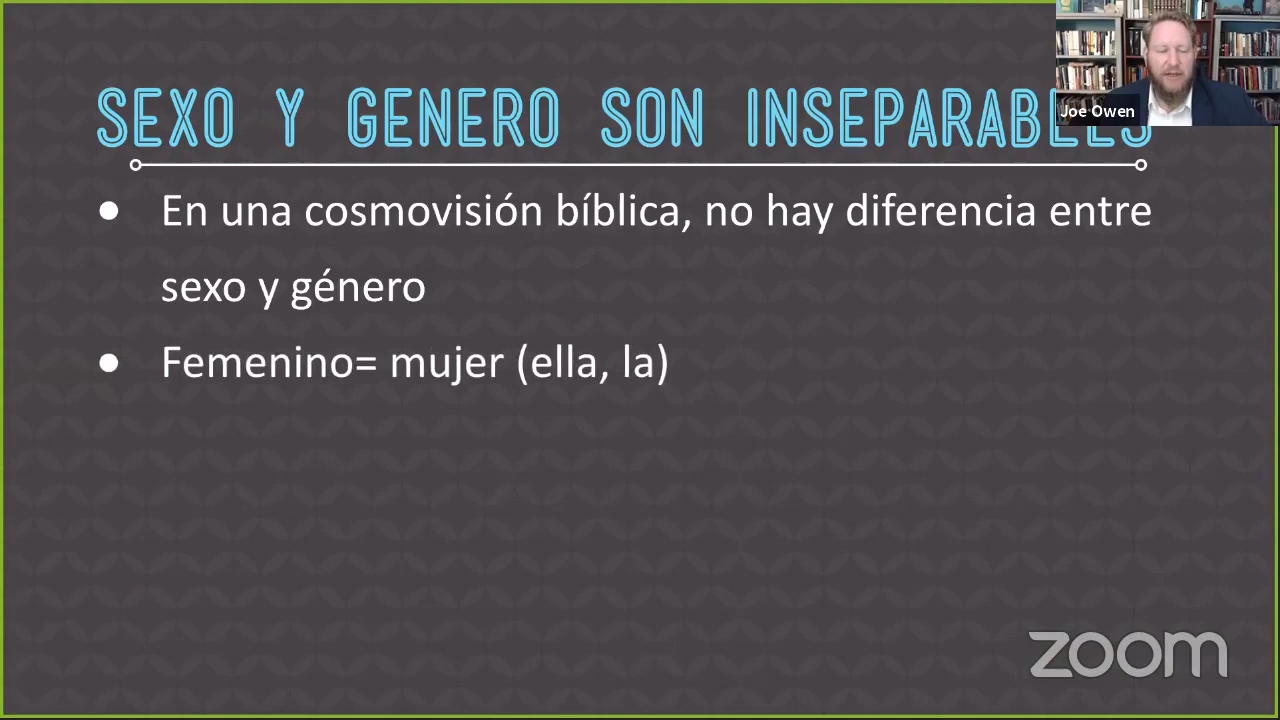 SEXO Y GENERO SON INSEPARABLES
Joe Owen
• En una cosmovisión bíblica, no hay diferencia entre
sexo y género
• Femenino= mujer (ella, la)
zoom